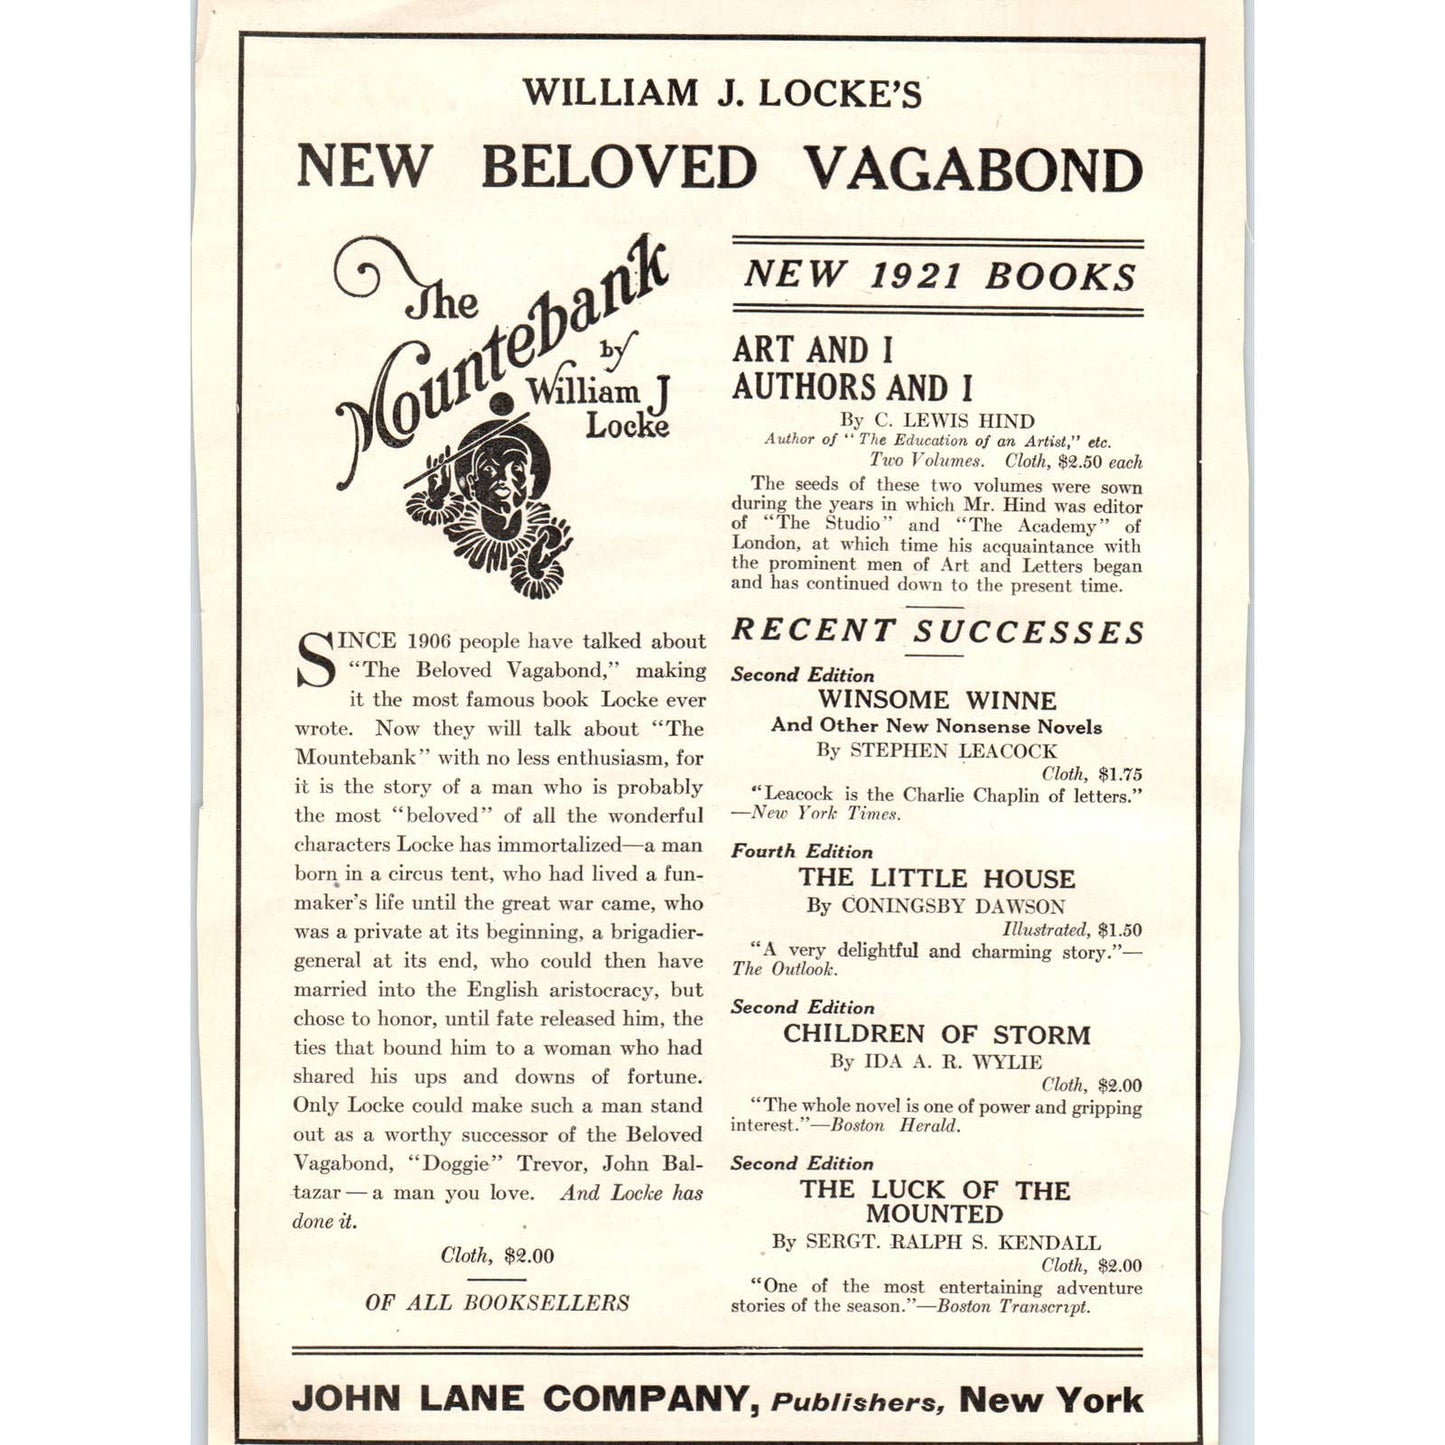 WILLIAM J. LOCKE'S
NEW BELOVED VAGABOND
The
Mountebank
by
William J
Locke
SINCE 1906 people have talked about
"The Beloved Vagabond," making
it the most famous book Locke ever
wrote. Now they will talk about "The
Mountebank" with no less enthusiasm, for
it is the story of a man who is probably
the most "beloved" of all the wonderful
characters Locke has immortalized—a man
born in a circus tent, who had lived a fun-
maker's life until the great war came, who
was a private at its beginning, a brigadier-
general at its end, who could then have
married into the English aristocracy, but
chose to honor, until fate released him, the
ties that bound him to a woman who had
shared his ups and downs of fortune.
Only Locke could make such a man stand
out as a worthy successor of the Beloved
Vagabond, "Doggie" Trevor, John Bal-
tazar—a man you love. And Locke has
done it.
Cloth, $2.00
OF ALL BOOKSELLERS
NEW 1921 BOOKS
ART AND I
AUTHORS AND I
By C. LEWIS HIND
Author of "The Education of an Artist," etc.
Two Volumes. Cloth, $2.50 each
The seeds of these two volumes were sown
during the years in which Mr. Hind was editor
of "The Studio" and "The Academy" of
London, at which time his acquaintance with
the prominent men of Art and Letters began
and has continued down to the present time.
RECENT SUCCESSES
Second Edition
WINSOME WINNE
And Other New Nonsense Novels
By STEPHEN LEACOCK
Cloth, $1.75
"Leacock is the Charlie Chaplin of letters."
—New York Times.
Fourth Edition
THE LITTLE HOUSE
By CONINGSBY DAWSON
Illustrated, $1.50
"A very delightful and charming story."—
The Outlook.
Second Edition
CHILDREN OF STORM
By IDA A. R. WYLIE
Cloth, $2.00
"The whole novel is one of power and gripping
interest."—Boston Herald.
Second Edition
THE LUCK OF THE
MOUNTED
By SERGT. RALPH S. KENDALL
Cloth, $2.00
"One of the most entertaining adventure
stories of the season."—Boston Transcript.
JOHN LANE COMPANY, Publishers, New York